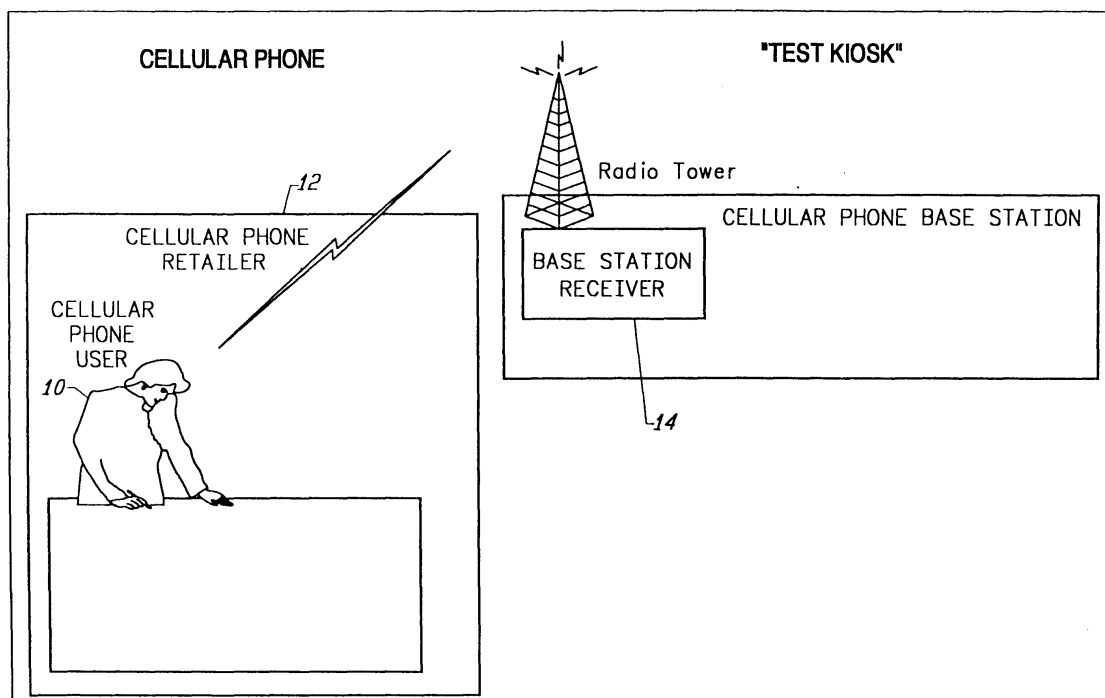 CELLULAR PHONE
"TEST KIOSK"
Radio Tower
12
CELLULAR PHONE
RETAILER
CELLULAR PHONE BASE STATION
BASE STATION
RECEIVER
CELLULAR
PHONE
USER
10
14